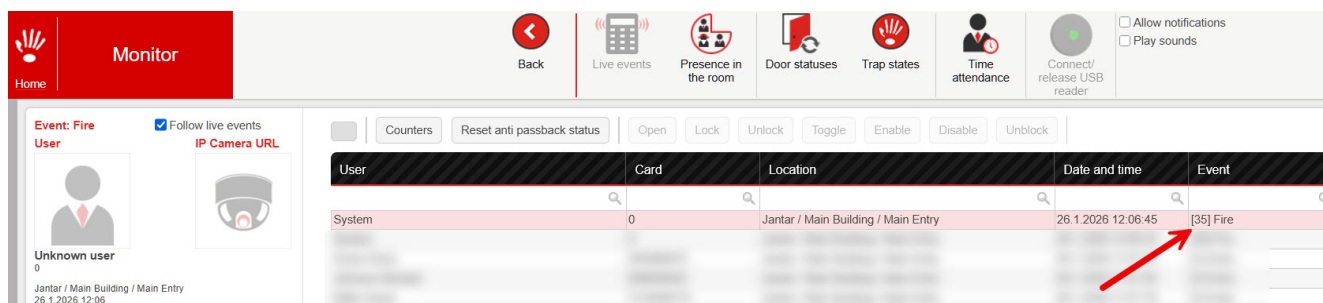 Home
Monitor
Back
Live events
Presence in
the room
Door statuses
Trap states
Time
attendance
Connect/
release USB
reader
Allow notifications
Play sounds
Event: Fire
Follow live events
User
IP Camera URL
Unknown user
0
Jantar / Main Building / Main Entry
26.1.2026 12:06
Counters
Reset anti passback status
Open
Lock
Unlock
Toggle
Enable
Disable
Unblock
User Card Location Date and time Event
System 0 Jantar / Main Building / Main Entry 26.1.2026 12:06:45 [35] Fire